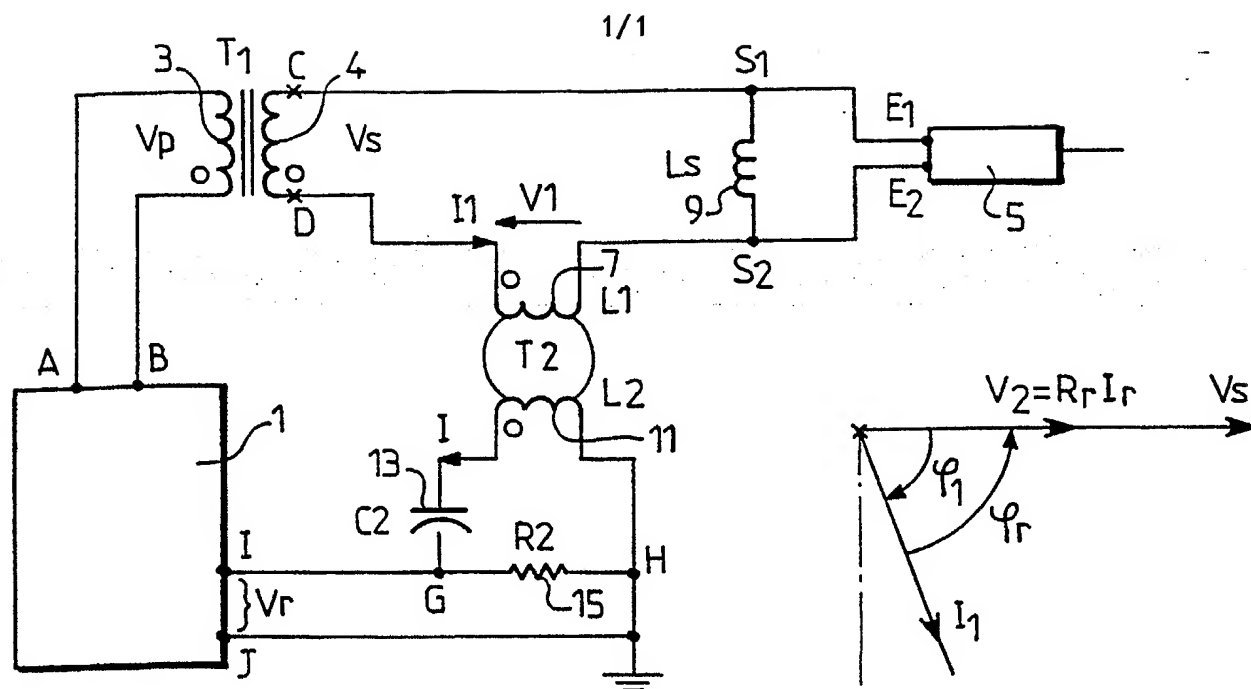 1/1
3 T1 C 4 S1
Vp Vs E1
Ls
9 E2 5
D I1 V1
S2
7
L1
T2
A B
L2
V2=RrIr Vs
1 I 11
13
φ1
C2 φr
I R2
H
}Vr G 15
I1
J